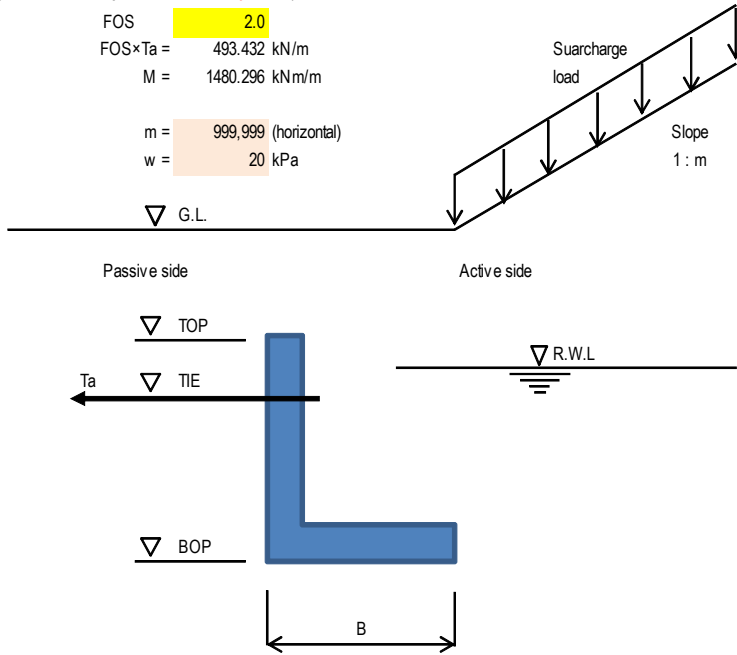 FOS 2.0
FOS×Ta = 493.432 kN/m
M = 1480.296 kNm/m
Suarcharge
load
m = 999,999 (horizontal)
w = 20 kPa
Slope
1 : m
G.L.
Passive side
Active side
TOP
R.W.L
Ta
TIE
BOP
B